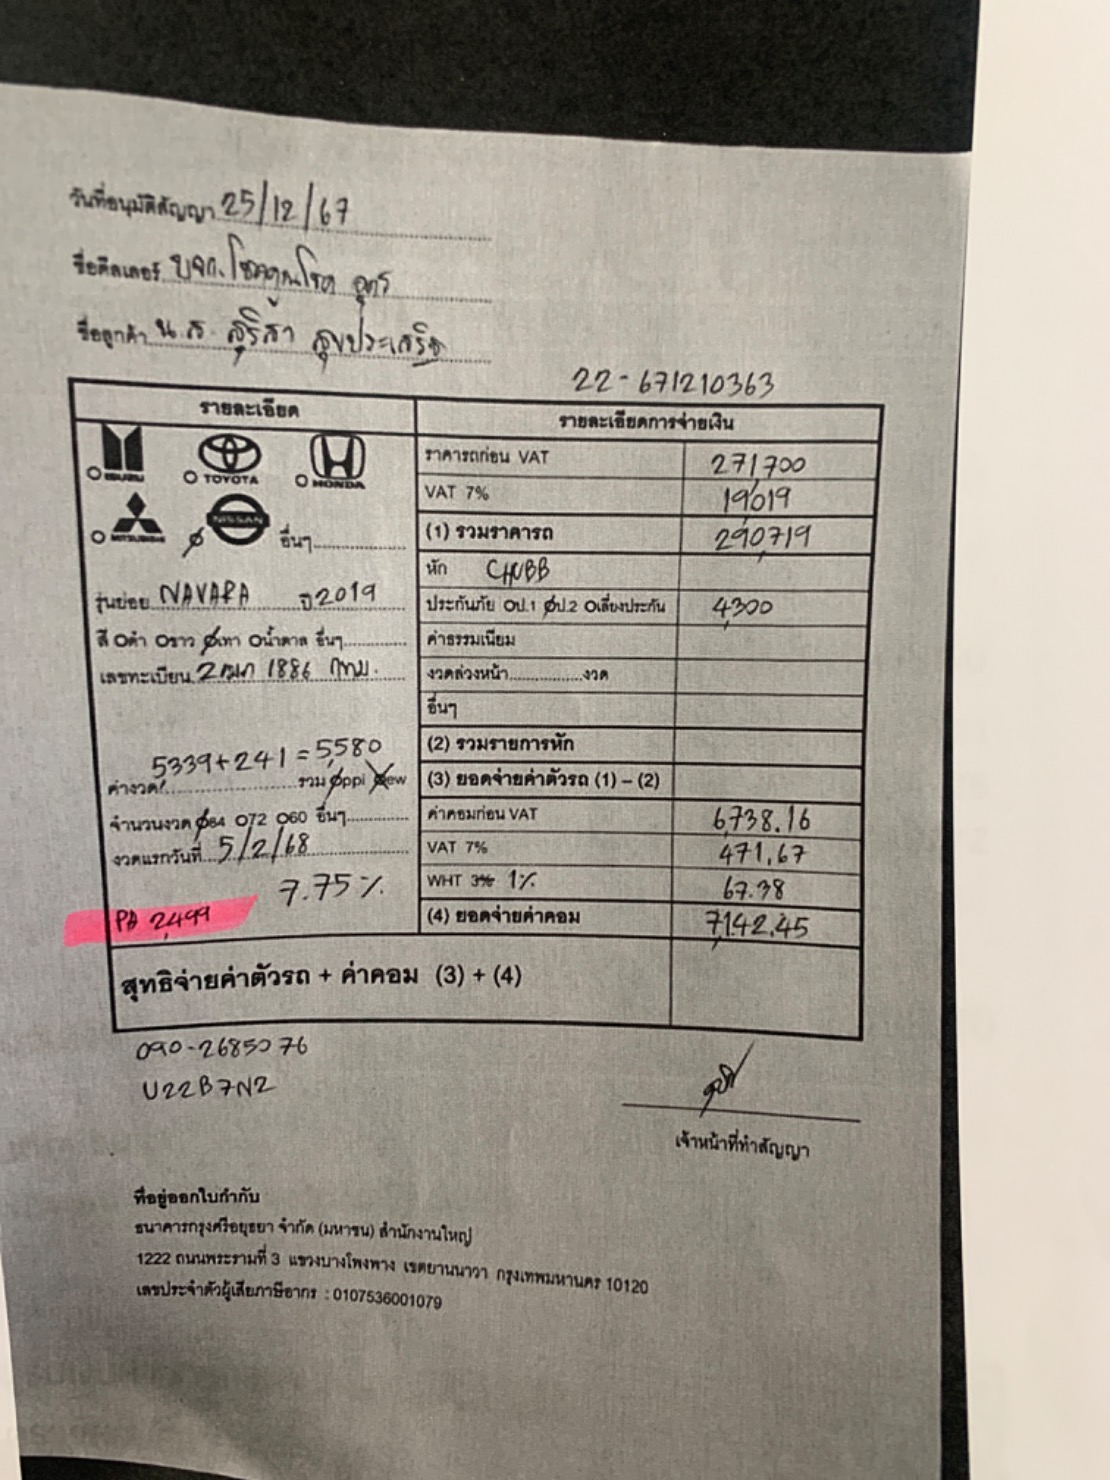 วันที่อนุมัติสัญญา 25/12/67
ชื่อดีลเลอร์ บจก.โชคคูณโชค อุดร
ชื่อลูกค้า น.ส. สุริสา สุขประเสริฐ
22-671210363
รายละเอียด
รายละเอียดการจ่ายเงิน
ISUZU TOYOTA HONDA
MITSUBISHI NISSAN อื่นๆ
รุ่นย่อย NAVARA ปี 2019
สี ดำ ขาว เทา น้ำตาล อื่นๆ
เลขทะเบียน 2ฒภ 1886 กทม.
5339+241 = 5,580
ค่างวด รวม ppi new
จำนวนงวด 84 072 060 อื่นๆ
งวดแรกวันที่ 5/2/68
7.75 %
PA 2,499
ราคารถก่อน VAT 271,700
VAT 7% 19,019
(1) รวมราคารถ 290,719
หัก CHUBB
ประกันภัย ป.1 ป.2 เลี่ยงประกัน 4,300
ค่าธรรมเนียม
งวดล่วงหน้า งวด
อื่นๆ
(2) รวมรายการหัก
(3) ยอดจ่ายค่าตัวรถ (1) – (2)
ค่าคอมก่อน VAT 6,738.16
VAT 7% 471.67
WHT 3% 1% 67.38
(4) ยอดจ่ายค่าคอม 7,142.45
สุทธิจ่ายค่าตัวรถ + ค่าคอม (3) + (4)
090-2685076
U22B7N2
เจ้าหน้าที่ทำสัญญา
ที่อยู่ออกใบกำกับ
ธนาคารกรุงศรีอยุธยา จำกัด (มหาชน) สำนักงานใหญ่
1222 ถนนพระรามที่ 3 แขวงบางโพงพาง เขตยานนาวา กรุงเทพมหานคร 10120
เลขประจำตัวผู้เสียภาษีอากร : 0107536001079